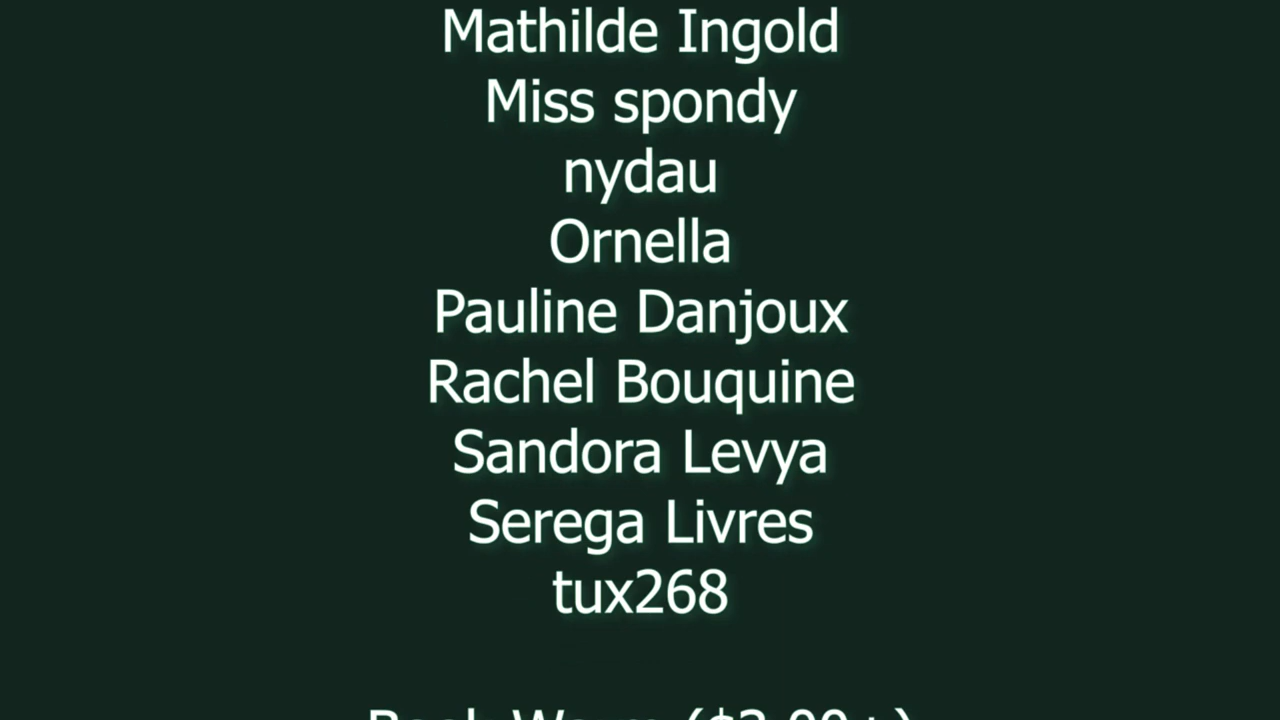 Mathilde Ingold
Miss spondy
nydau
Ornella
Pauline Danjoux
Rachel Bouquine
Sandora Levya
Serega Livres
tux268